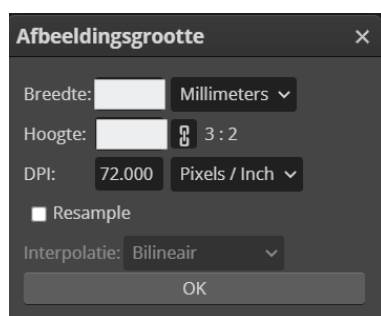 Afbeeldingsgrootte ×
Breedte: Millimeters
Hoogte: 3 : 2
DPI: 72.000 Pixels / Inch
Resample
Interpolatie: Bilineair
OK